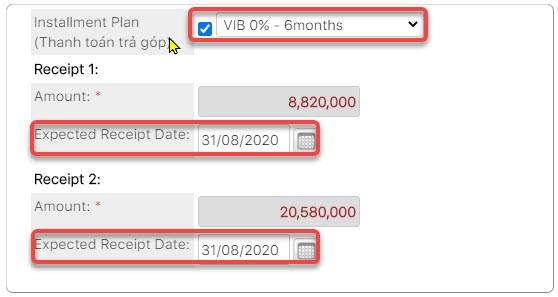 Installment Plan
(Thanh toán trả góp)
VIB 0% - 6months
Receipt 1:
Amount: *
8,820,000
Expected Receipt Date:
31/08/2020
Receipt 2:
Amount: *
20,580,000
Expected Receipt Date:
31/08/2020